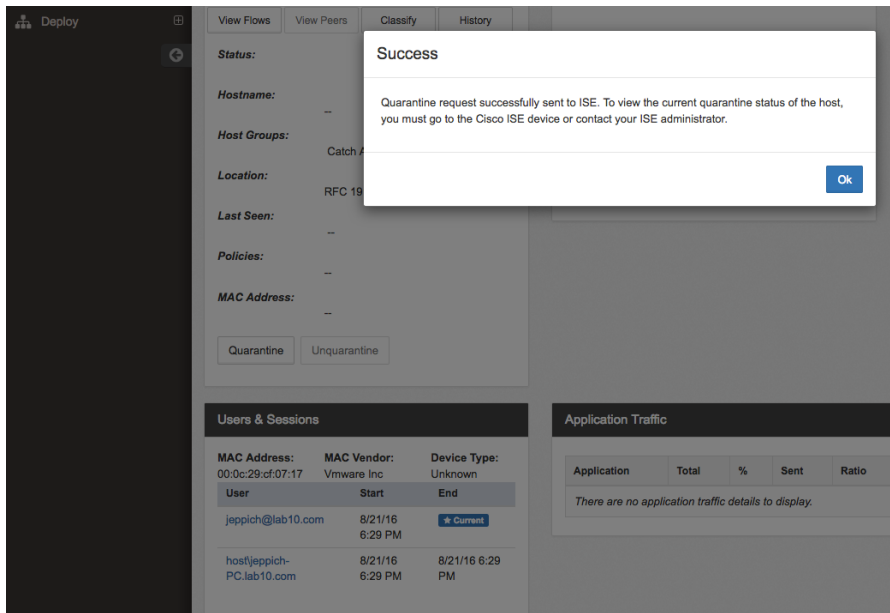 Deploy
View Flows
View Peers
Classify
History
Status:
Hostname:
--
Host Groups:
Catch A
Location:
RFC 19
Last Seen:
--
Policies:
--
MAC Address:
--
Quarantine
Unquarantine
Success
Quarantine request successfully sent to ISE. To view the current quarantine status of the host,
you must go to the Cisco ISE device or contact your ISE administrator.
Ok
Users & Sessions
MAC Address:
MAC Vendor:
Device Type:
00:0c:29:cf:07:17
Vmware Inc
Unknown
User
Start
End
jeppich@lab10.com
8/21/16
6:29 PM
★ Current
host\jeppich-
PC.lab10.com
8/21/16
6:29 PM
8/21/16 6:29
PM
Application Traffic
Application
Total
%
Sent
Ratio
There are no application traffic details to display.